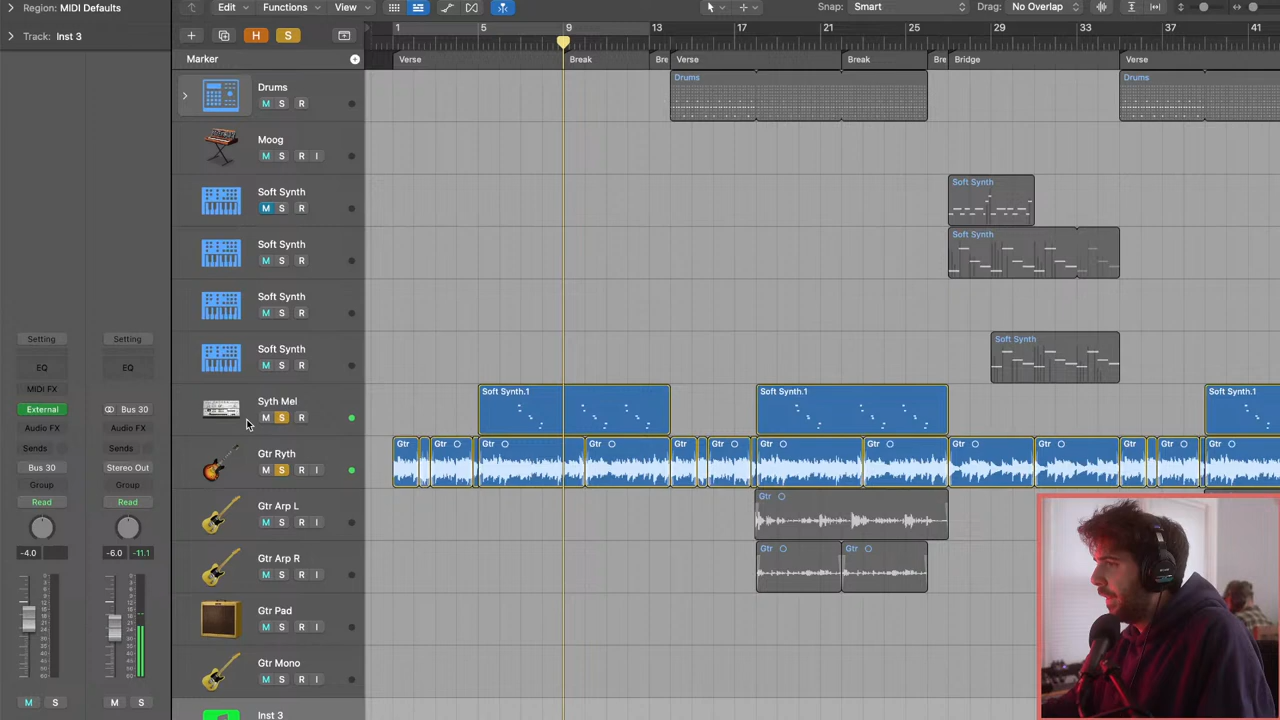 Region: MIDI Defaults
Edit
Functions
View
Snap: Smart
Drag: No Overlap
Track: Inst 3
H
S
1
5
9
13
17
21
25
29
33
37
41
Marker
Verse
Break
Bre
Verse
Break
Bre
Bridge
Verse
Drums
M S R
Drums
Drums
Moog
M S R I
Soft Synth
M S R
Soft Synth
Soft Synth
M S R
Soft Synth
Soft Synth
M S R
Soft Synth
M S R
Soft Synth
Syth Mel
M S R
Soft Synth.1
Soft Synth.1
Soft Synth.1
Gtr Ryth
M S R I
Gtr
Gtr
Gtr
Gtr
Gtr
Gtr
Gtr
Gtr
Gtr
Gtr
Gtr
Gtr
Gtr
Gtr Arp L
M S R I
Gtr
Gtr Arp R
M S R I
Gtr
Gtr
Gtr Pad
M S R I
Gtr Mono
M S R I
Inst 3
Setting
Setting
EQ
EQ
MIDI FX
External
Bus 30
Audio FX
Audio FX
Sends
Sends
Bus 30
Stereo Out
Group
Group
Read
Read
-4.0
-6.0
-11.1
M S
M S